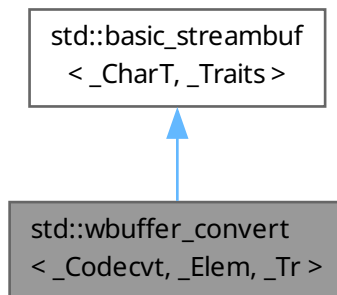 std::basic_streambuf
< _CharT, _Traits >
std::wbuffer_convert
< _Codecvt, _Elem, _Tr >